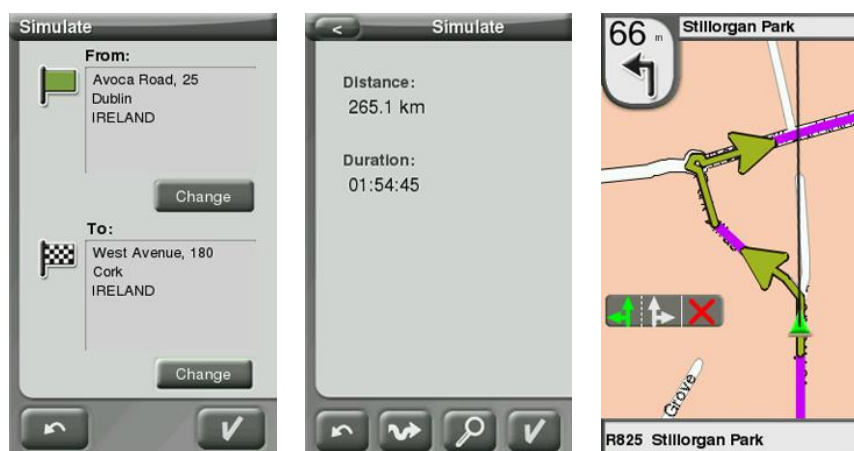 Simulate
From:
Avoca Road, 25
Dublin
IRELAND
Change
To:
West Avenue, 180
Cork
IRELAND
Change
<
Simulate
Distance:
265.1 km
Duration:
01:54:45
66 m
Stillorgan Park
Grove
R825 Stillorgan Park